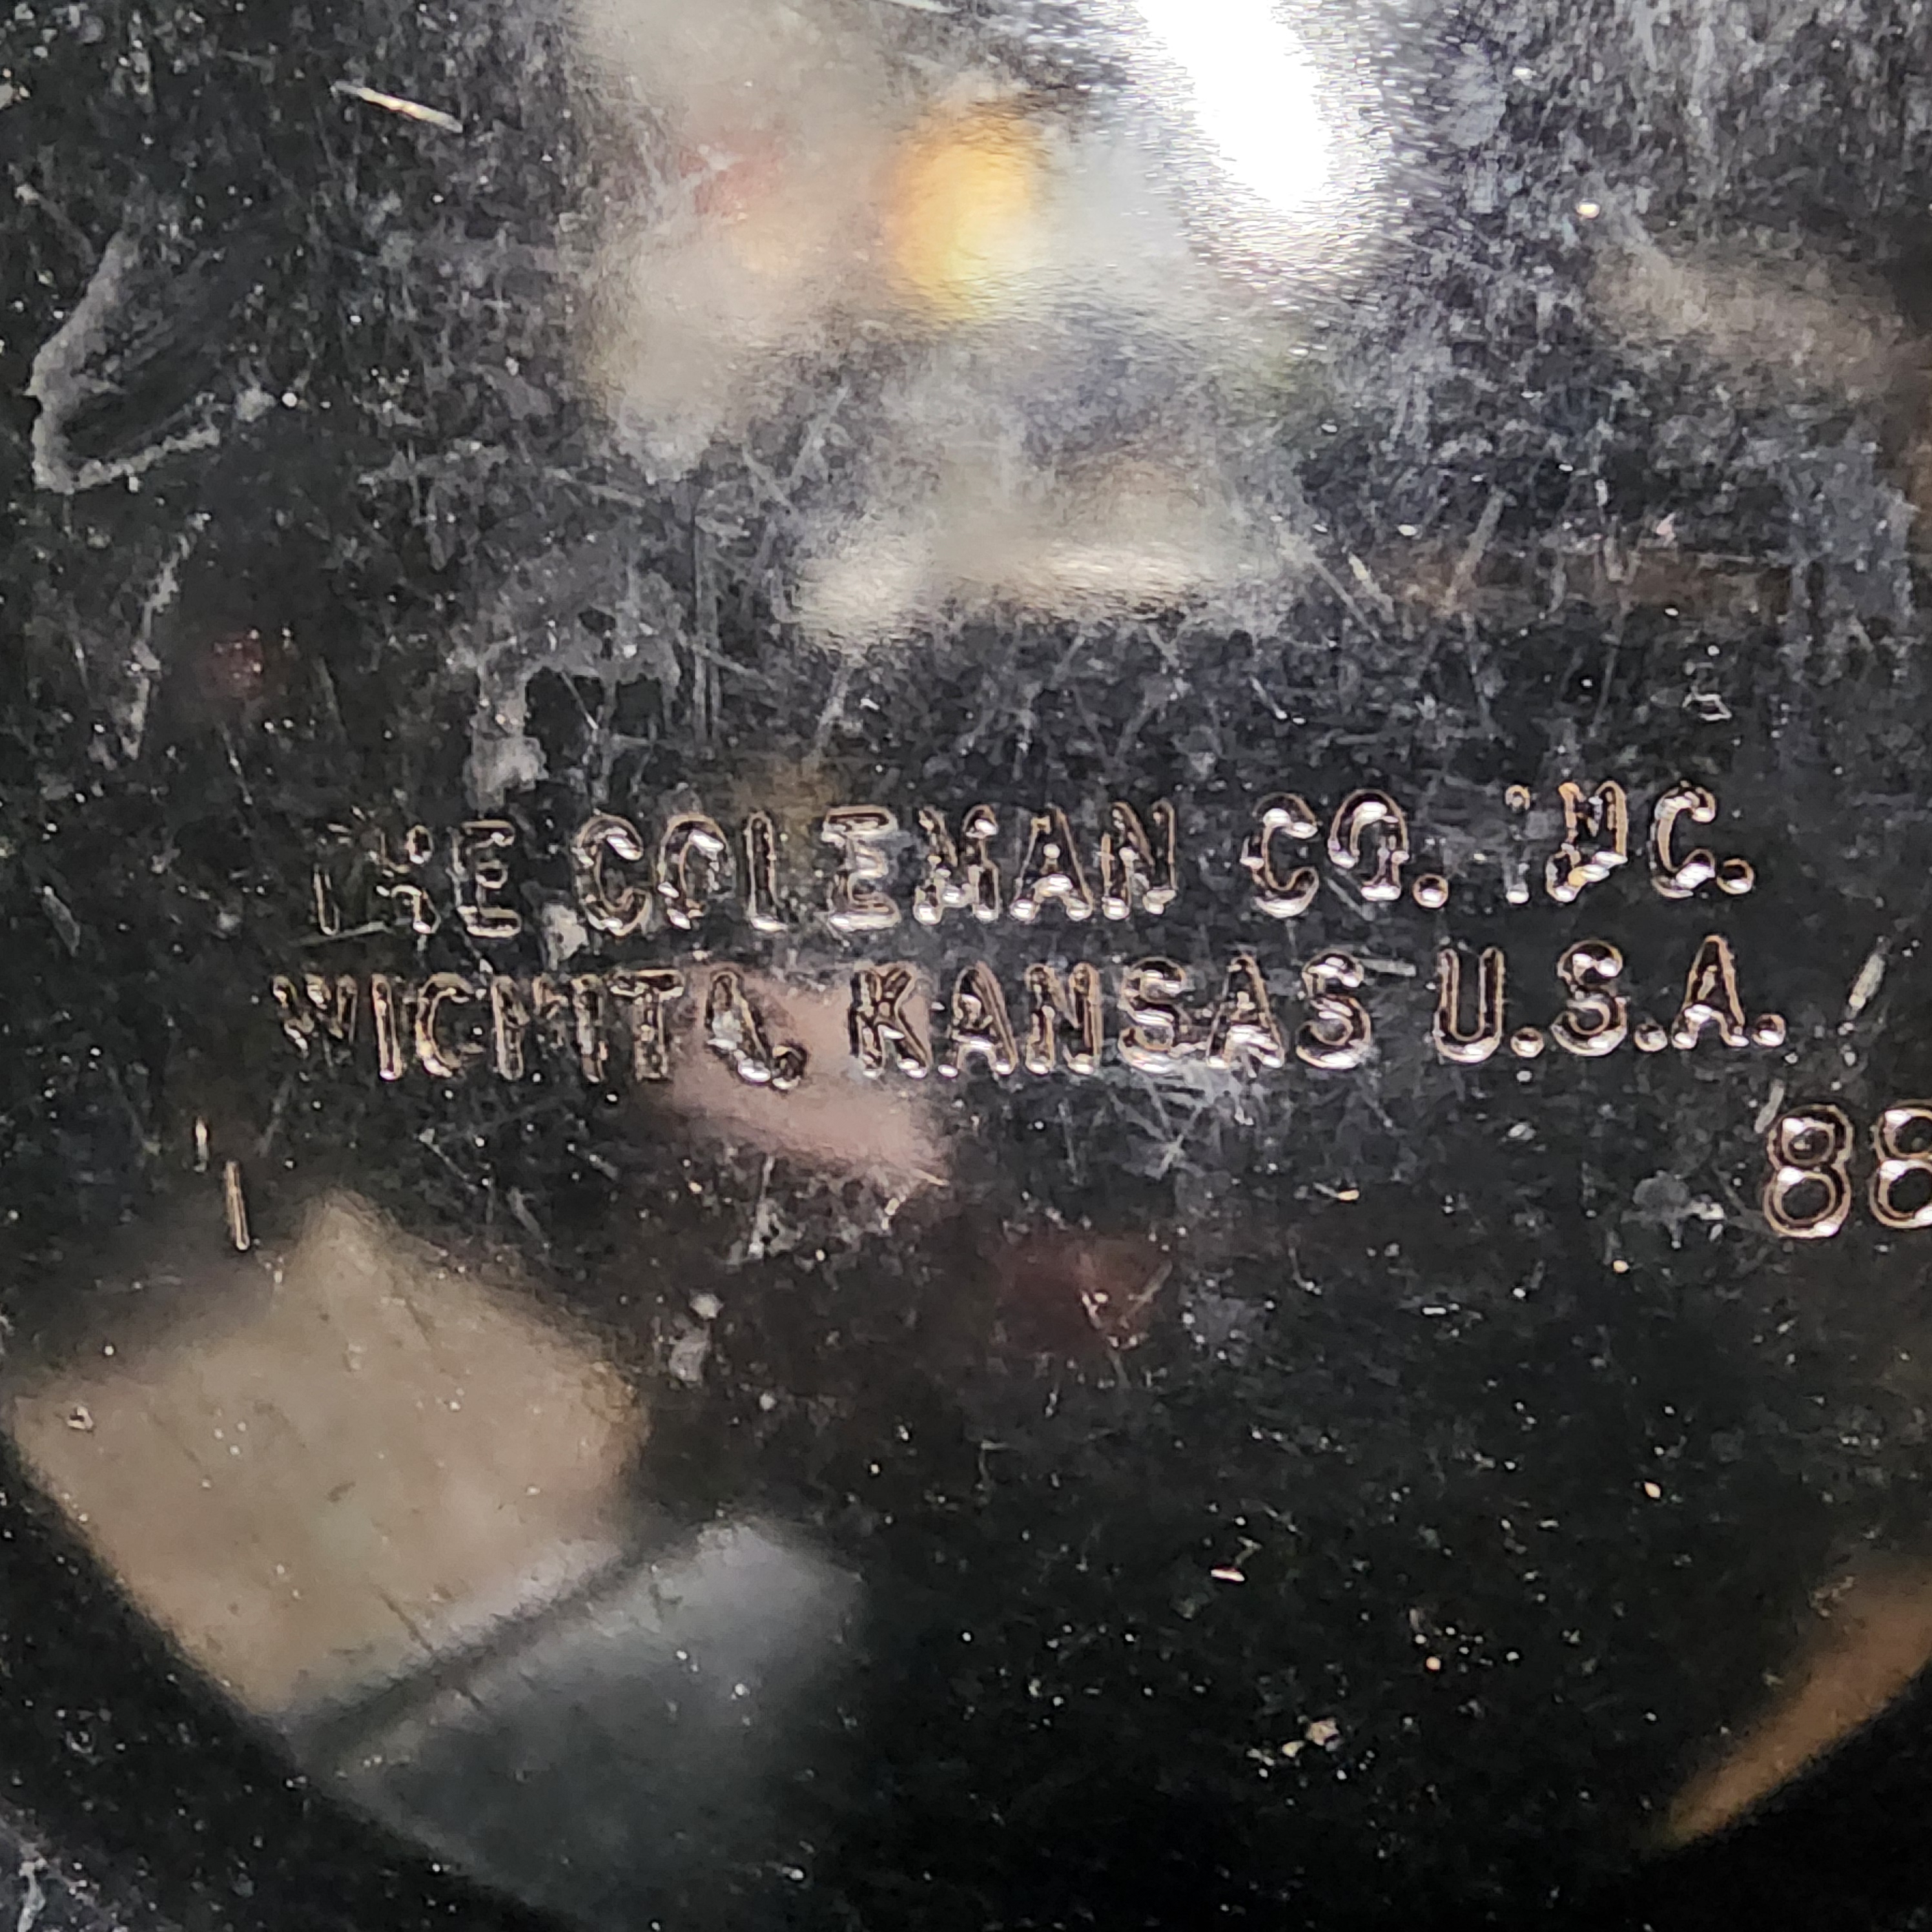 THE COLEMAN CO. INC.
WICHITA, KANSAS U.S.A.
88